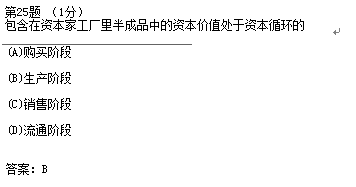 第25题 （1分）
包含在资本家工厂里半成品中的资本价值处于资本循环的
(A)购买阶段
(B)生产阶段
(C)销售阶段
(D)流通阶段
答案：B